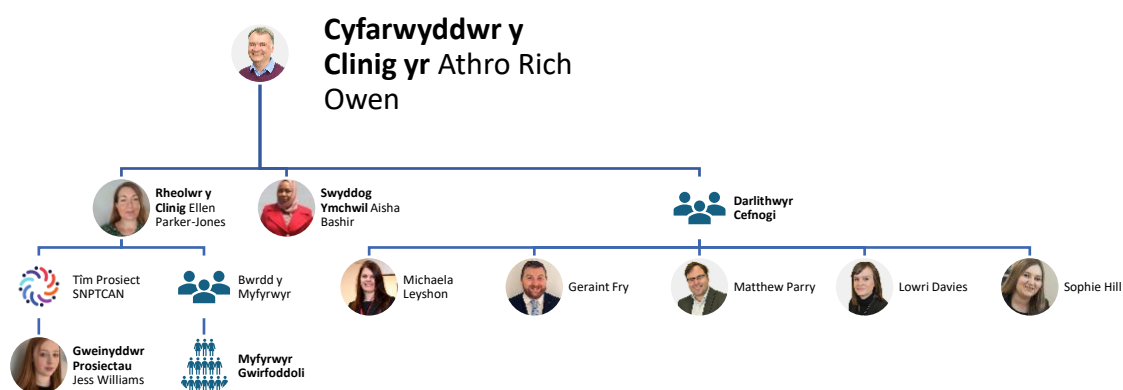 Cyfarwyddwr y
Clinig yr Athro Rich
Owen
Rheolwr y
Clinig Ellen
Parker-Jones
Swyddog
Ymchwil Aisha
Bashir
Darlithwyr
Cefnogi
Tîm Prosiect
SNPTCAN
Bwrdd y
Myfyrwyr
Michaela
Leyshon
Geraint Fry
Matthew Parry
Lowri Davies
Sophie Hill
Gweinyddwr
Prosiectau
Jess Williams
Myfyrwyr
Gwirfoddoli